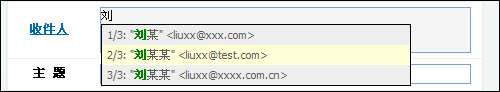 收件人 刘
1/3: "刘某" <liuxx@xxx.com>
2/3: "刘某某" <liuxx@test.com>
3/3: "刘某某" <liuxx@xxxx.com.cn>
主 题